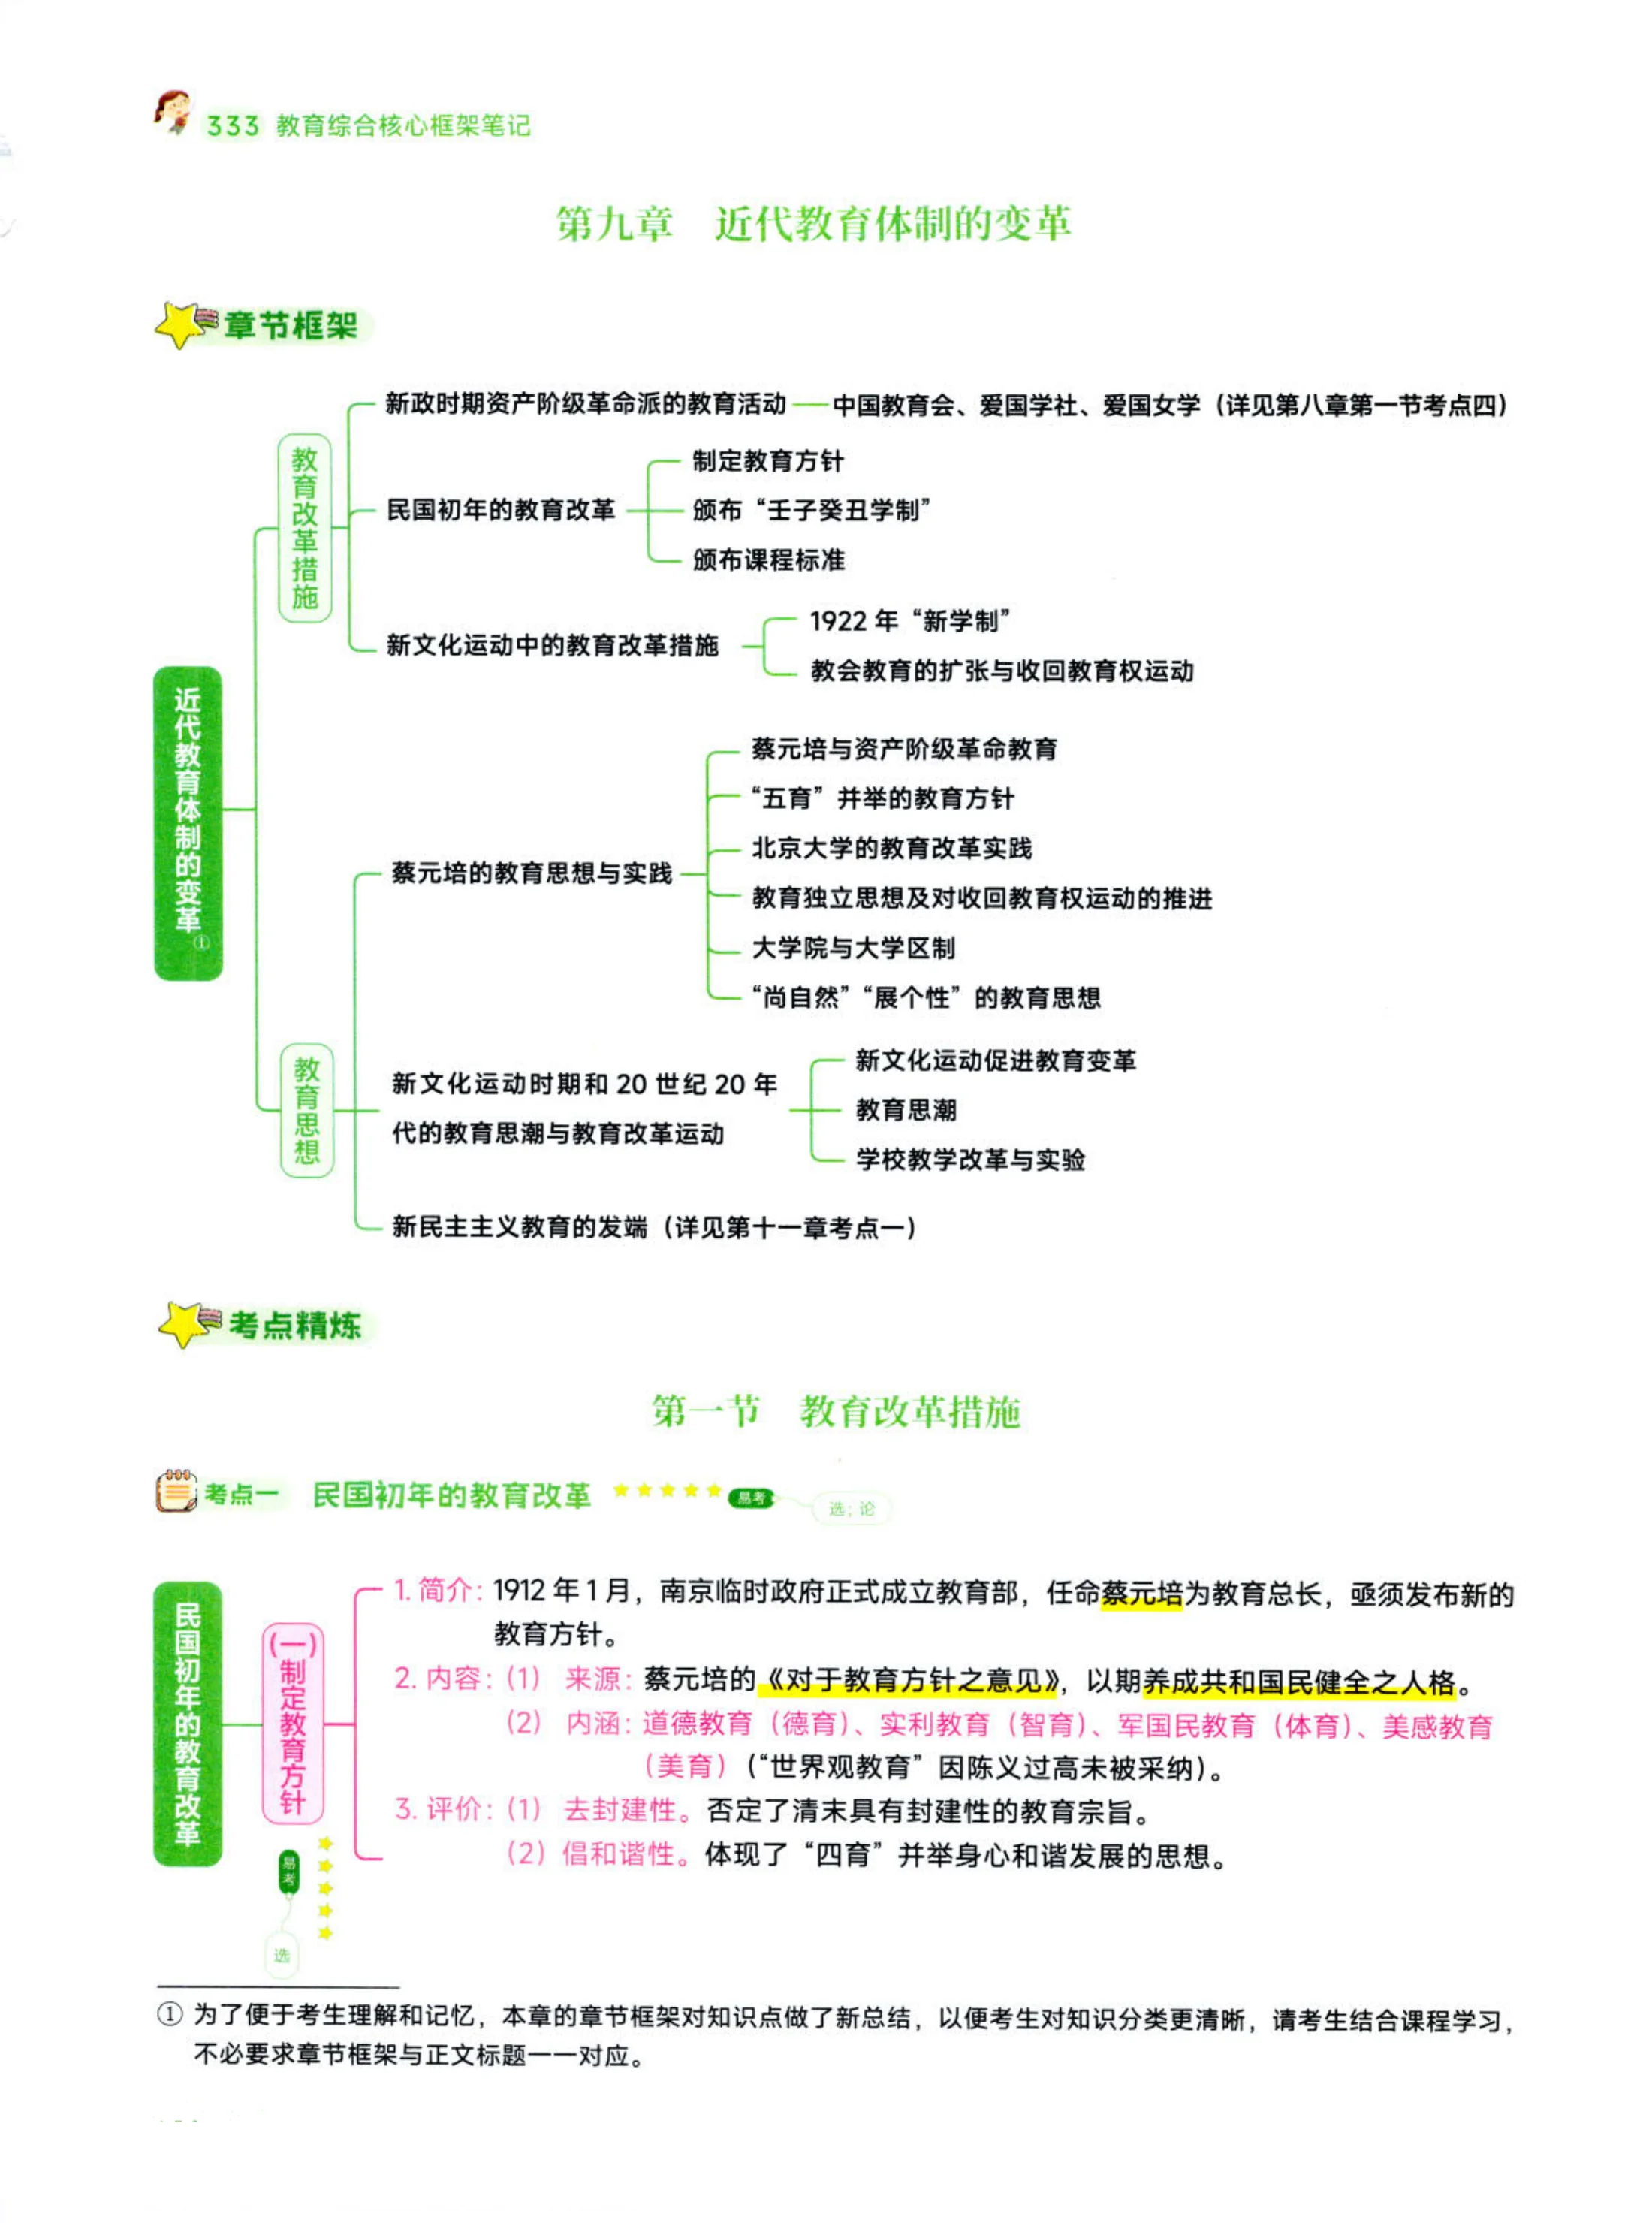 333 教育综合核心框架笔记
第九章 近代教育体制的变革
章节框架
近代教育体制的变革①
教育改革措施
新政时期资产阶级革命派的教育活动——中国教育会、爱国学社、爱国女学（详见第八章第一节考点四）
民国初年的教育改革
制定教育方针
颁布“壬子癸丑学制”
颁布课程标准
新文化运动中的教育改革措施
1922 年“新学制”
教会教育的扩张与收回教育权运动
教育思想
蔡元培的教育思想与实践
蔡元培与资产阶级革命教育
“五育”并举的教育方针
北京大学的教育改革实践
教育独立思想及对收回教育权运动的推进
大学院与大学区制
“尚自然”“展个性”的教育思想
新文化运动时期和 20 世纪 20 年
代的教育思潮与教育改革运动
新文化运动促进教育变革
教育思潮
学校教学改革与实验
新民主主义教育的发端（详见第十一章考点一）
考点精炼
第一节 教育改革措施
考点一 民国初年的教育改革 ★★★★★ 易考 选；论
民国初年的教育改革
（一）制定教育方针
易考
★★★★★
选
1. 简介：1912 年 1 月，南京临时政府正式成立教育部，任命蔡元培为教育总长，亟须发布新的
教育方针。
2. 内容：（1） 来源：蔡元培的《对于教育方针之意见》，以期养成共和国民健全之人格。
（2） 内涵：道德教育（德育）、实利教育（智育）、军国民教育（体育）、美感教育
（美育）（“世界观教育”因陈义过高未被采纳）。
3. 评价：（1） 去封建性。否定了清末具有封建性的教育宗旨。
（2）倡和谐性。体现了“四育”并举身心和谐发展的思想。
① 为了便于考生理解和记忆，本章的章节框架对知识点做了新总结，以便考生对知识分类更清晰，请考生结合课程学习，
不必要求章节框架与正文标题一一对应。